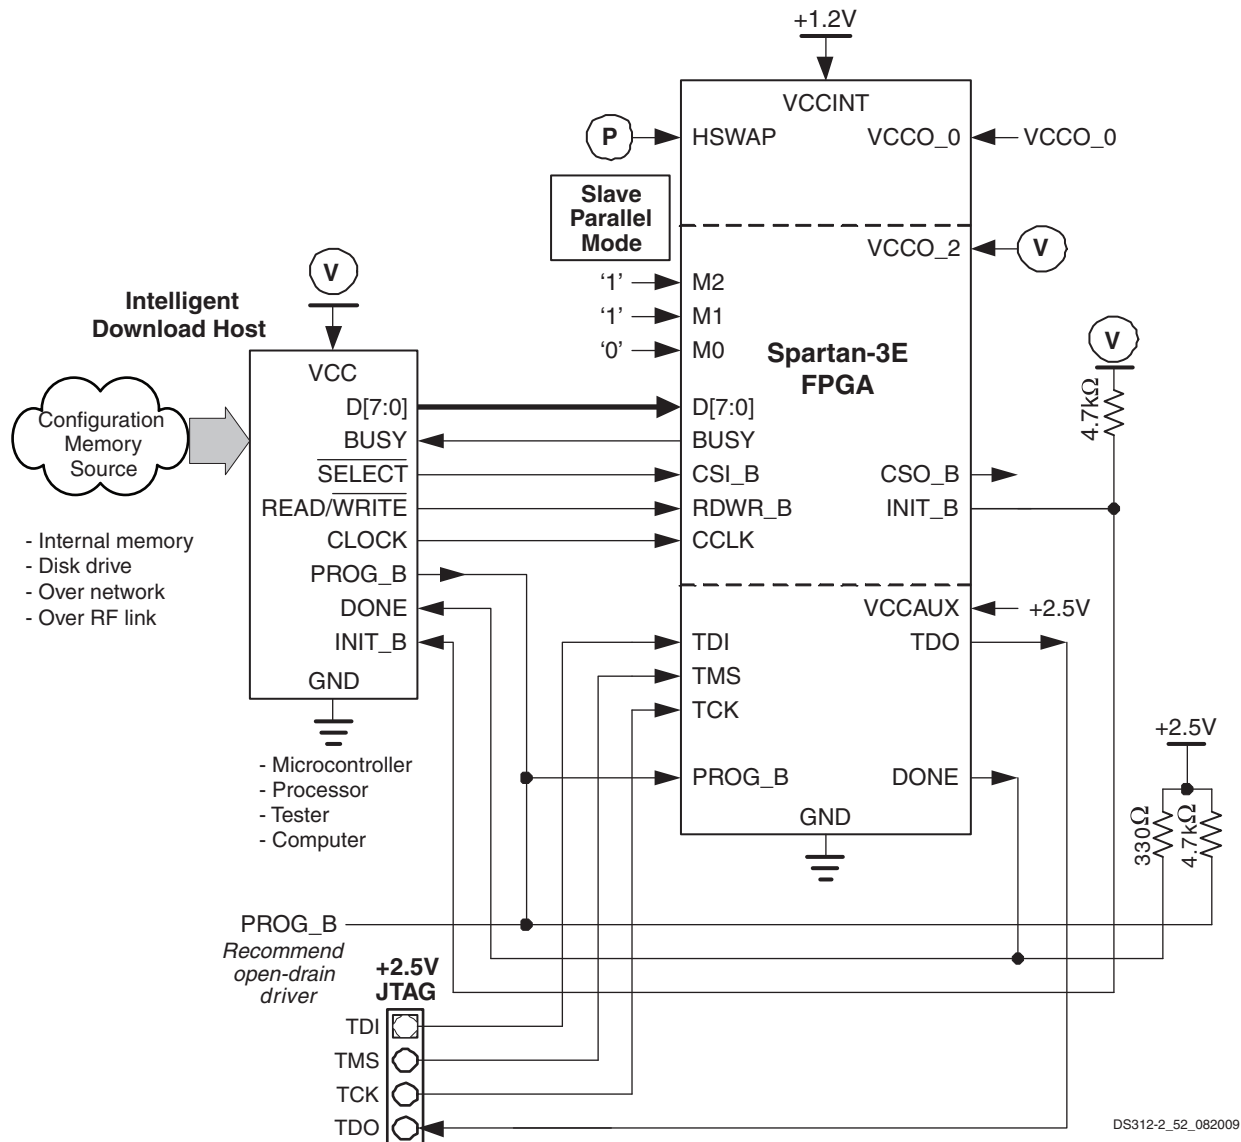 +1.2V
VCCINT
P
HSWAP
VCCO_0
VCCO_0
Slave
Parallel
Mode
VCCO_2
V
V
‘1’
M2
Intelligent
Download Host
‘1’
M1
‘0’
M0
Spartan-3E
FPGA
V
4.7kΩ
VCC
Configuration
Memory
Source
D[7:0]
D[7:0]
BUSY
BUSY
SELECT
CSI_B
CSO_B
READ/WRITE
RDWR_B
INIT_B
CLOCK
CCLK
- Internal memory
- Disk drive
- Over network
- Over RF link
PROG_B
DONE
VCCAUX
+2.5V
INIT_B
TDI
TDO
GND
TMS
TCK
- Microcontroller
- Processor
- Tester
- Computer
PROG_B
DONE
GND
+2.5V
330Ω
4.7kΩ
PROG_B
Recommend
open-drain
driver
+2.5V
JTAG
TDI
TMS
TCK
TDO
DS312-2_52_082009